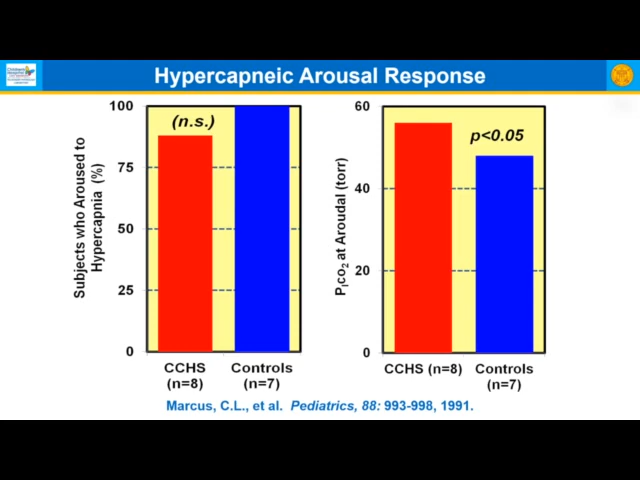 Hypercapneic Arousal Response
Subjects who Aroused to
Hypercapnia (%)
100
75
50
25
0
(n.s.)
CCHS
(n=8)
Controls
(n=7)
PIco2 at Aroudal (torr)
60
40
20
0
p<0.05
CCHS (n=8)
Controls
(n=7)
Marcus, C.L., et al. Pediatrics, 88: 993-998, 1991.